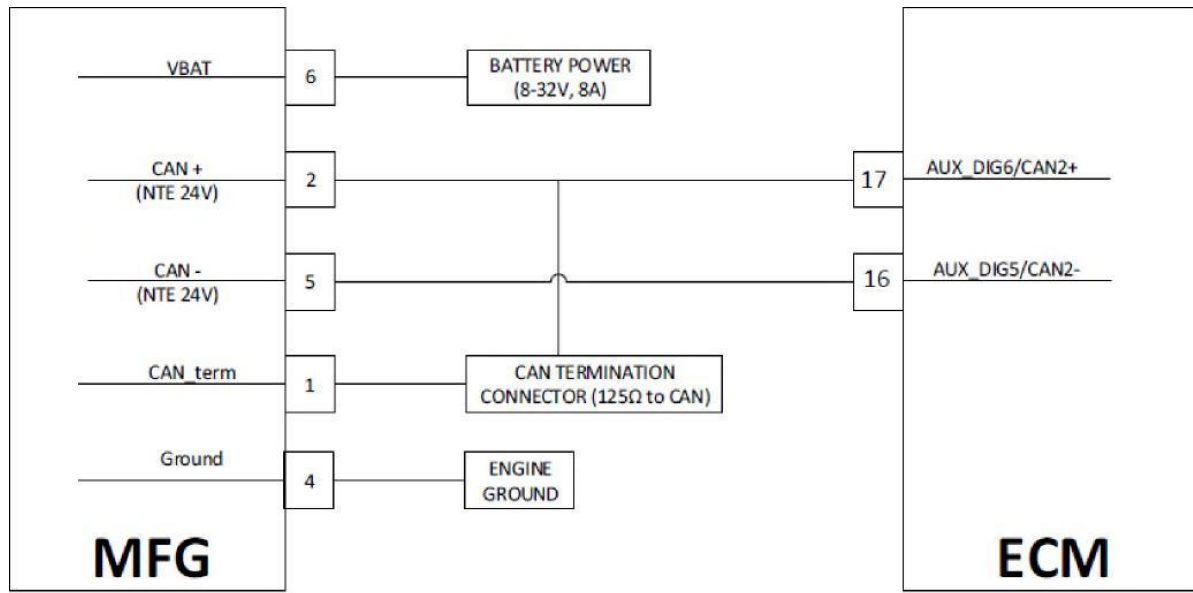 VBAT
6
BATTERY POWER
(8-32V, 8A)
CAN +
(NTE 24V)
2
17
AUX_DIG6/CAN2+
CAN -
(NTE 24V)
5
16
AUX_DIG5/CAN2-
CAN_term
1
CAN TERMINATION
CONNECTOR (125Ω to CAN)
Ground
4
ENGINE
GROUND
MFG
ECM